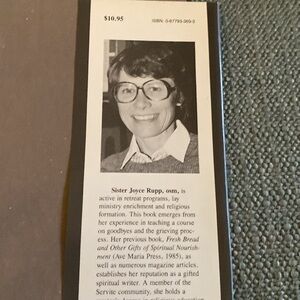 $10.95
ISBN: 0-87793-369-5
Sister Joyce Rupp, osm, is
active in retreat programs, lay
ministry enrichment and religious
formation. This book emerges from
her experience in teaching a course
on goodbyes and the grieving proc-
ess. Her previous book, Fresh Bread
and Other Gifts of Spiritual Nourish-
ment (Ave Maria Press, 1985), as
well as numerous magazine articles,
establishes her reputation as a gifted
spiritual writer. A member of the
Servite community, she holds a